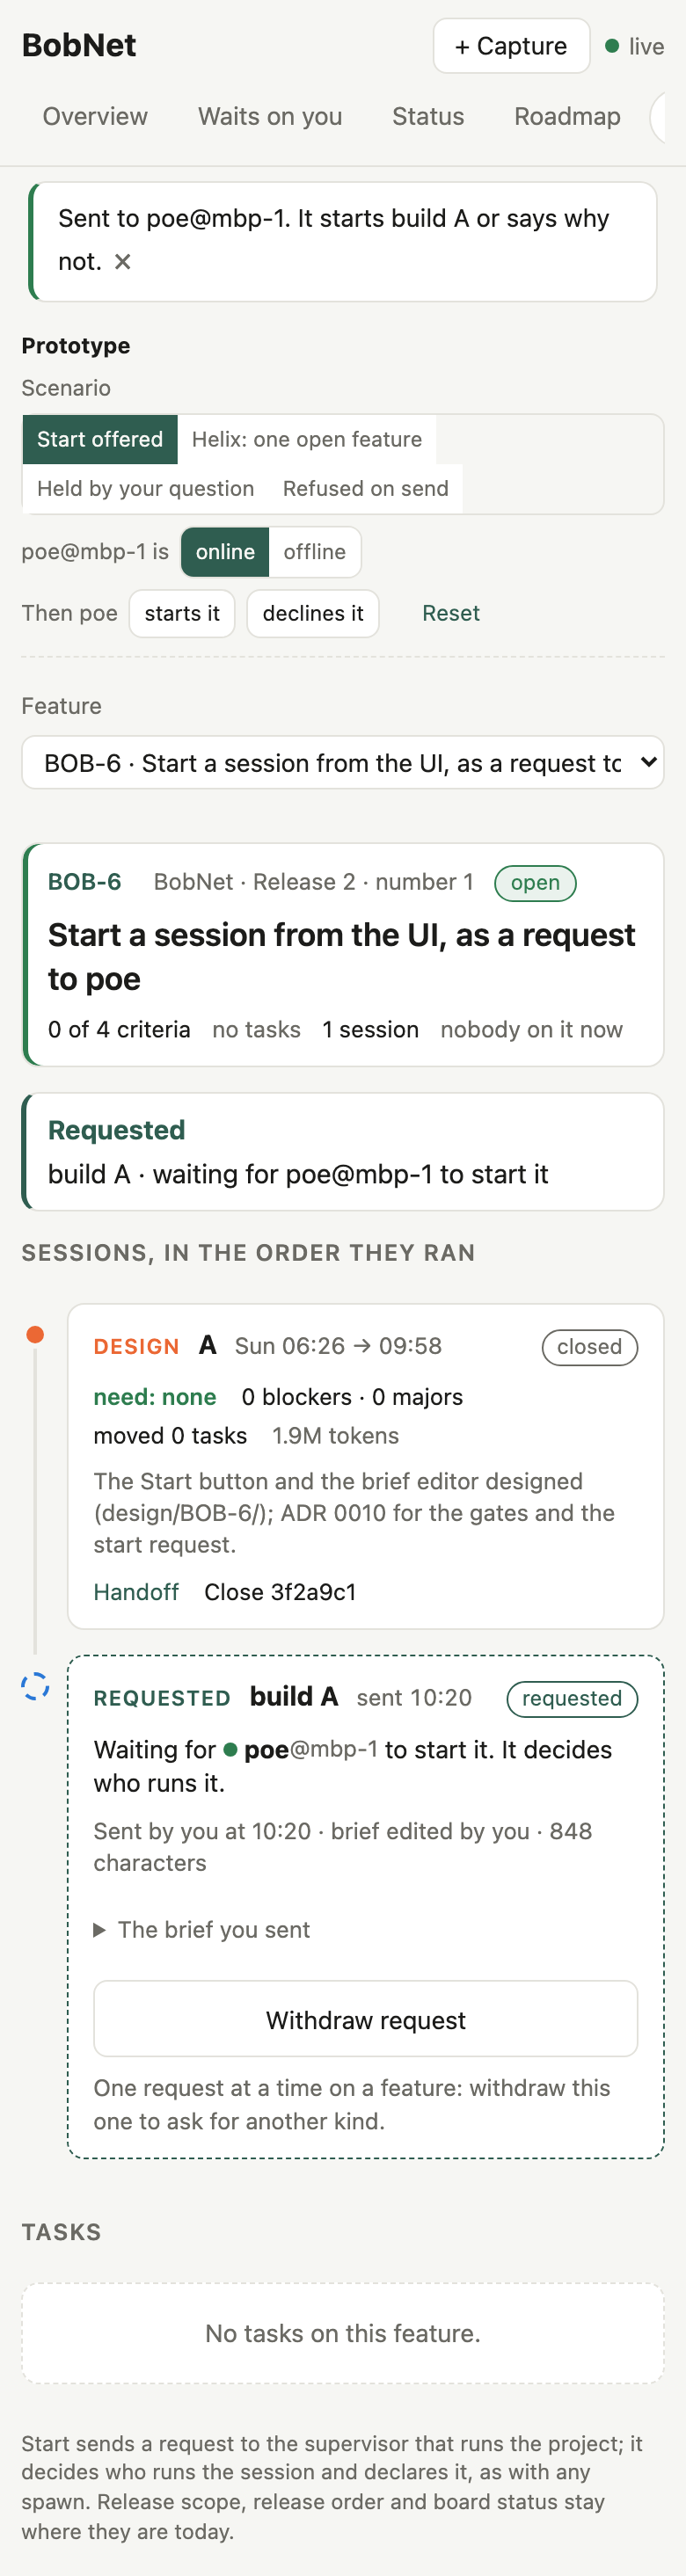 BobNet
+ Capture
live
Overview
Waits on you
Status
Roadmap
Sent to poe@mbp-1. It starts build A or says why
not. ×
Prototype
Scenario
Start offered
Helix: one open feature
Held by your question
Refused on send
poe@mbp-1 is
online
offline
Then poe
starts it
declines it
Reset
Feature
BOB-6 · Start a session from the UI, as a request to
BOB-6
BobNet · Release 2 · number 1
open
Start a session from the UI, as a request
to poe
0 of 4 criteria no tasks 1 session nobody on it now
Requested
build A · waiting for poe@mbp-1 to start it
SESSIONS, IN THE ORDER THEY RAN
DESIGN A Sun 06:26 → 09:58
closed
need: none 0 blockers · 0 majors
moved 0 tasks 1.9M tokens
The Start button and the brief editor designed
(design/BOB-6/); ADR 0010 for the gates and the
start request.
Handoff Close 3f2a9c1
REQUESTED build A sent 10:20
requested
Waiting for poe@mbp-1 to start it. It decides
who runs it.
Sent by you at 10:20 · brief edited by you · 848
characters
▶ The brief you sent
Withdraw request
One request at a time on a feature: withdraw this
one to ask for another kind.
TASKS
No tasks on this feature.
Start sends a request to the supervisor that runs the project; it
decides who runs the session and declares it, as with any
spawn. Release scope, release order and board status stay
where they are today.